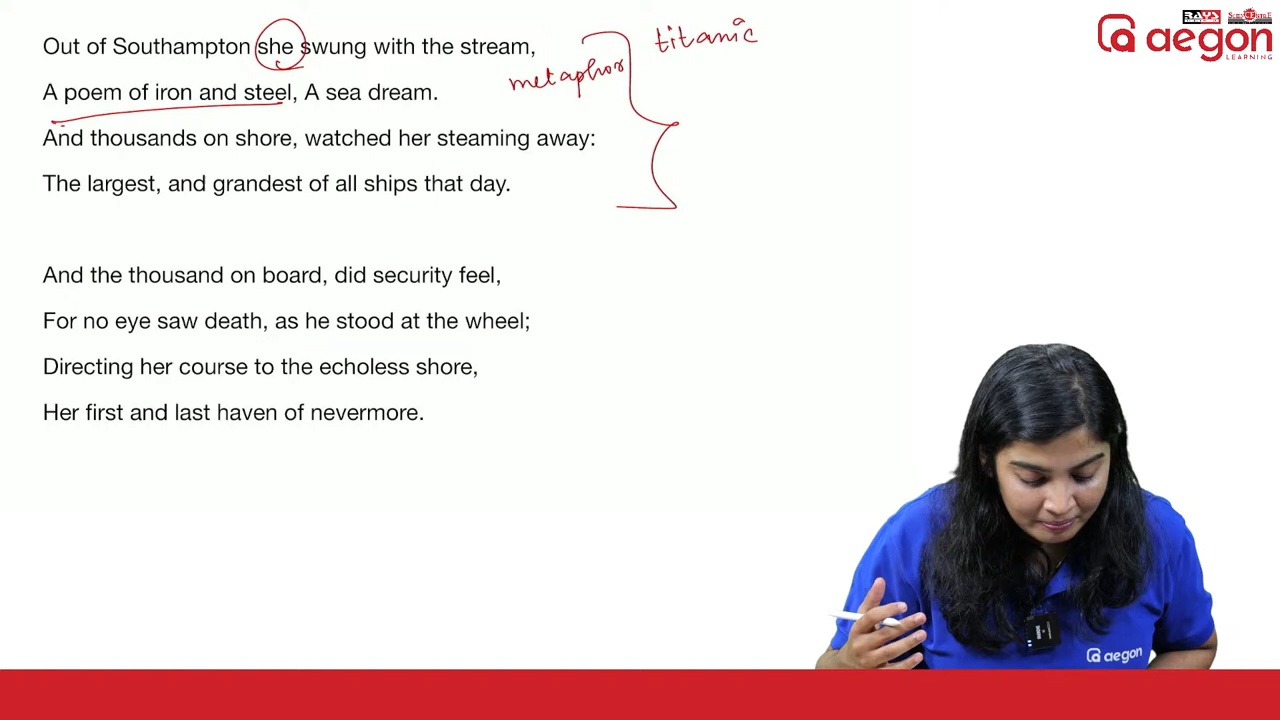 Out of Southampton she swung with the stream,
titanic
metaphor
A poem of iron and steel, A sea dream.
And thousands on shore, watched her steaming away:
The largest, and grandest of all ships that day.
And the thousand on board, did security feel,
For no eye saw death, as he stood at the wheel;
Directing her course to the echoless shore,
Her first and last haven of nevermore.
RAYS
aegon
LEARNING
aegon